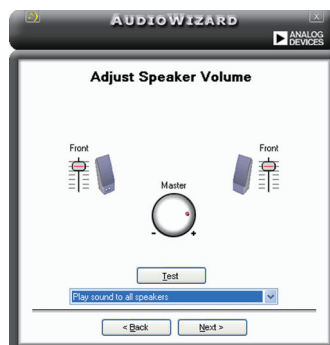 AUDIOWIZARD
X
ANALOG
DEVICES
Adjust Speaker Volume
Front
Front
Master
- +
Test
Play sound to all speakers
< Back Next >